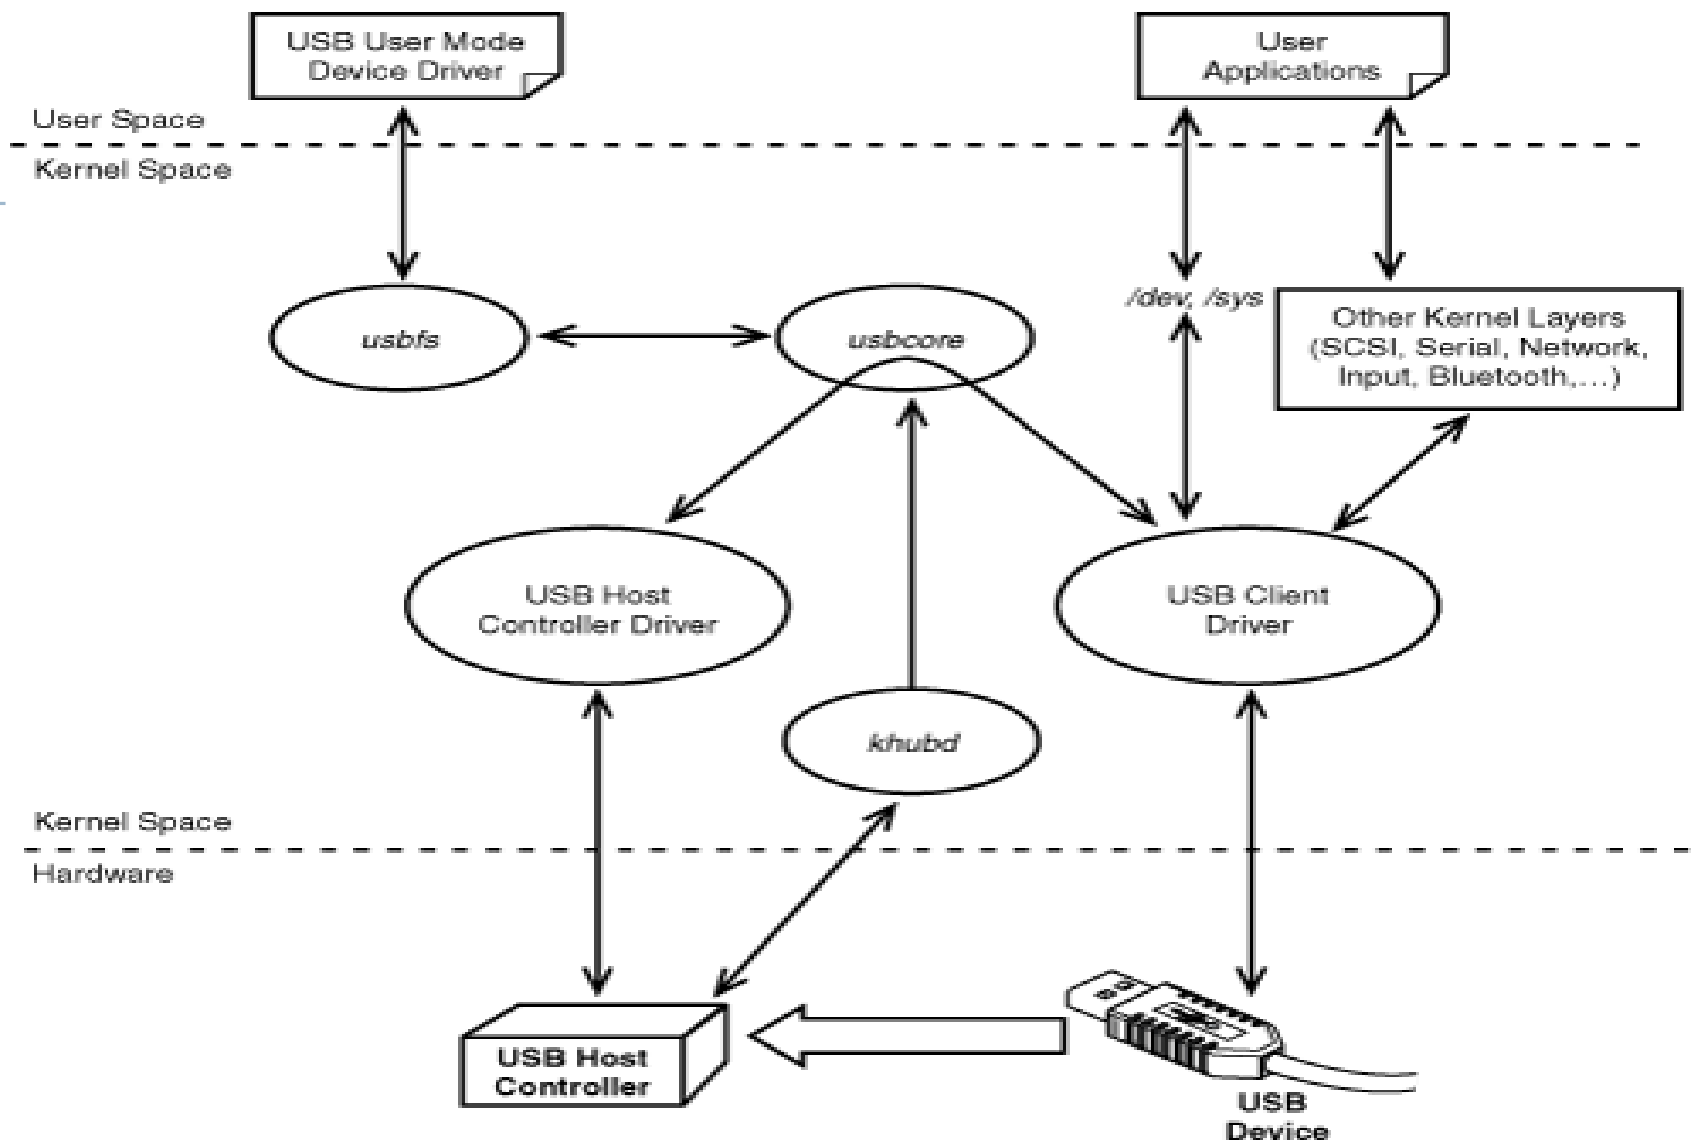 USB User Mode
Device Driver
User
Applications
User Space
Kernel Space
usbfs
usbcore
/dev, /sys
Other Kernel Layers
(SCSI, Serial, Network,
Input, Bluetooth,...)
USB Host
Controller Driver
USB Client
Driver
khubd
Kernel Space
Hardware
USB Host
Controller
USB
Device